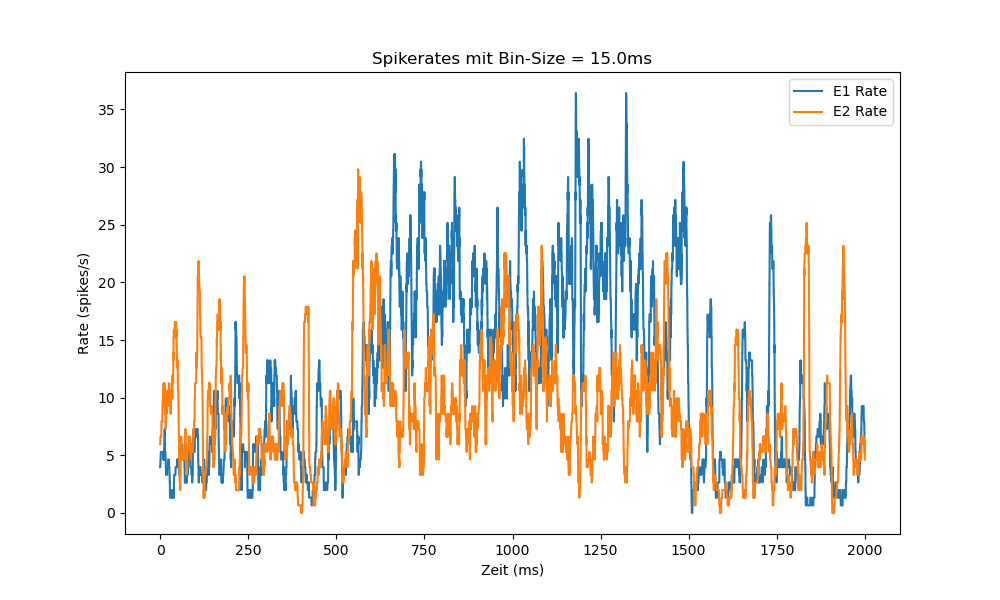 Spikerates mit Bin-Size = 15.0ms
E1 Rate
E2 Rate
35
30
25
20
15
10
5
0
Rate (spikes/s)
0 250 500 750 1000 1250 1500 1750 2000
Zeit (ms)